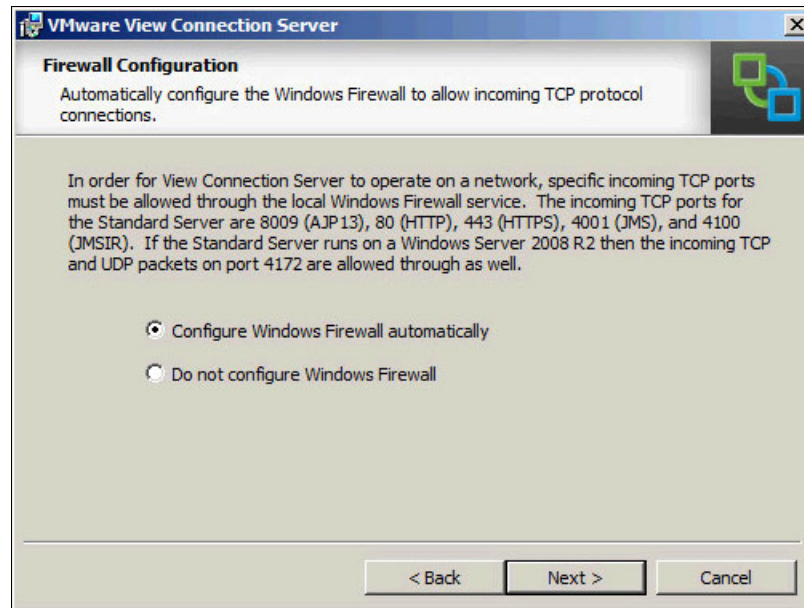 VMware View Connection Server
Firewall Configuration
Automatically configure the Windows Firewall to allow incoming TCP protocol
connections.
In order for View Connection Server to operate on a network, specific incoming TCP ports
must be allowed through the local Windows Firewall service. The incoming TCP ports for
the Standard Server are 8009 (AJP13), 80 (HTTP), 443 (HTTPS), 4001 (JMS), and 4100
(JMSIR). If the Standard Server runs on a Windows Server 2008 R2 then the incoming TCP
and UDP packets on port 4172 are allowed through as well.
Configure Windows Firewall automatically
Do not configure Windows Firewall
< Back Next > Cancel